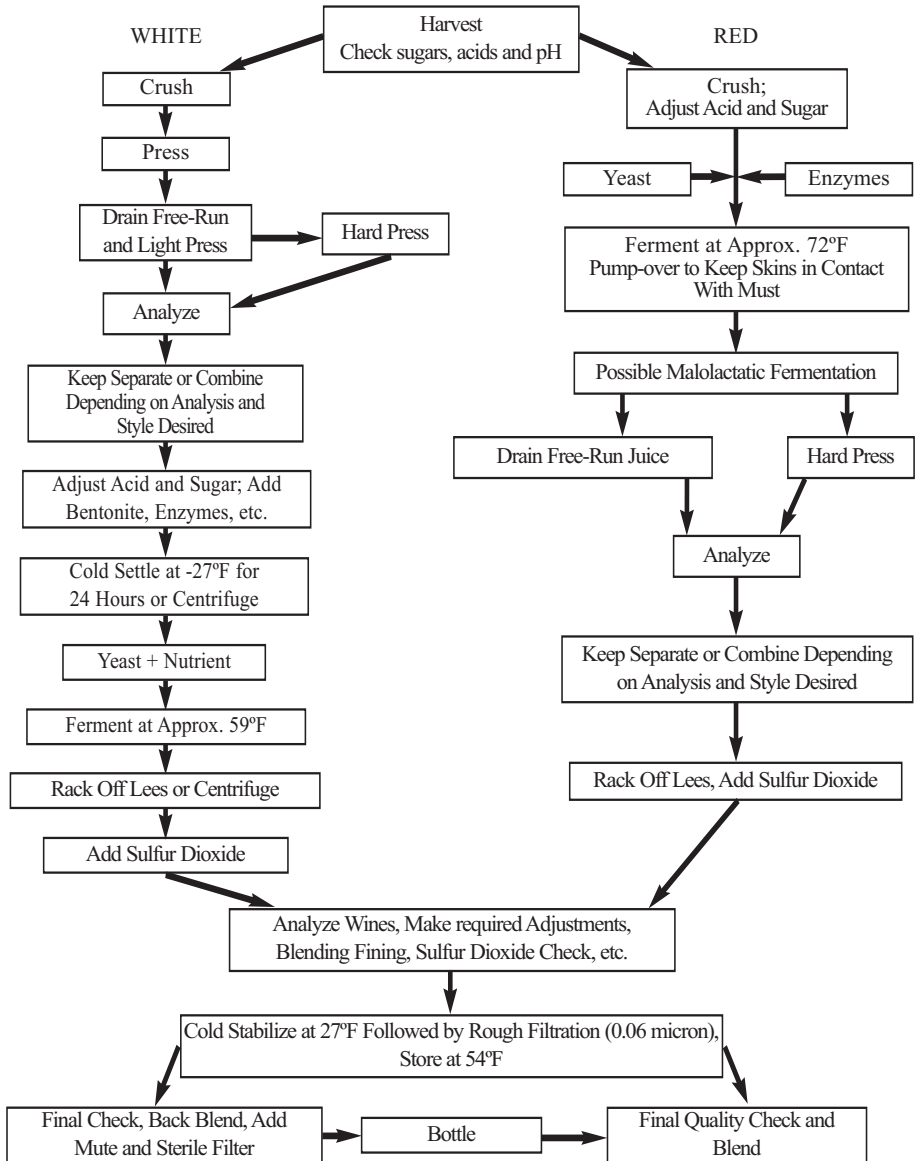 WHITE
Harvest
Check sugars, acids and pH
RED
Crush
Crush;
Adjust Acid and Sugar
Press
Yeast
Enzymes
Drain Free-Run
and Light Press
Hard Press
Ferment at Approx. 72ºF
Pump-over to Keep Skins in Contact
With Must
Analyze
Possible Malolactatic Fermentation
Keep Separate or Combine
Depending on Analysis and
Style Desired
Drain Free-Run Juice
Hard Press
Adjust Acid and Sugar; Add
Bentonite, Enzymes, etc.
Analyze
Cold Settle at -27ºF for
24 Hours or Centrifuge
Yeast + Nutrient
Keep Separate or Combine Depending
on Analysis and Style Desired
Ferment at Approx. 59ºF
Rack Off Lees or Centrifuge
Rack Off Lees, Add Sulfur Dioxide
Add Sulfur Dioxide
Analyze Wines, Make required Adjustments,
Blending Fining, Sulfur Dioxide Check, etc.
Cold Stabilize at 27ºF Followed by Rough Filtration (0.06 micron),
Store at 54ºF
Final Check, Back Blend, Add
Mute and Sterile Filter
Bottle
Final Quality Check and
Blend